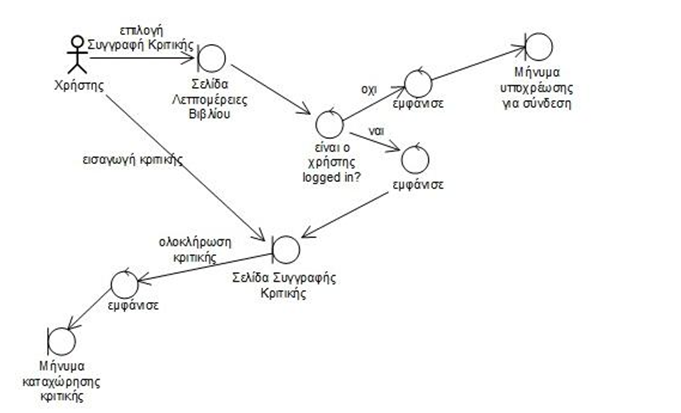 επιλογή
Συγγραφή Κριτικής
Χρήστης
Σελίδα
Λεπτομέρειες
Βιβλίου
οχι
εμφάνισε
Μήνυμα
υποχρέωσης
για σύνδεση
είναι ο
χρήστης
logged in?
ναι
εμφάνισε
εισαγωγή κριτικής
ολοκλήρωση
κριτικής
Σελίδα Συγγραφής
Κριτικής
εμφάνισε
Μήνυμα
καταχώρησης
κριτικής